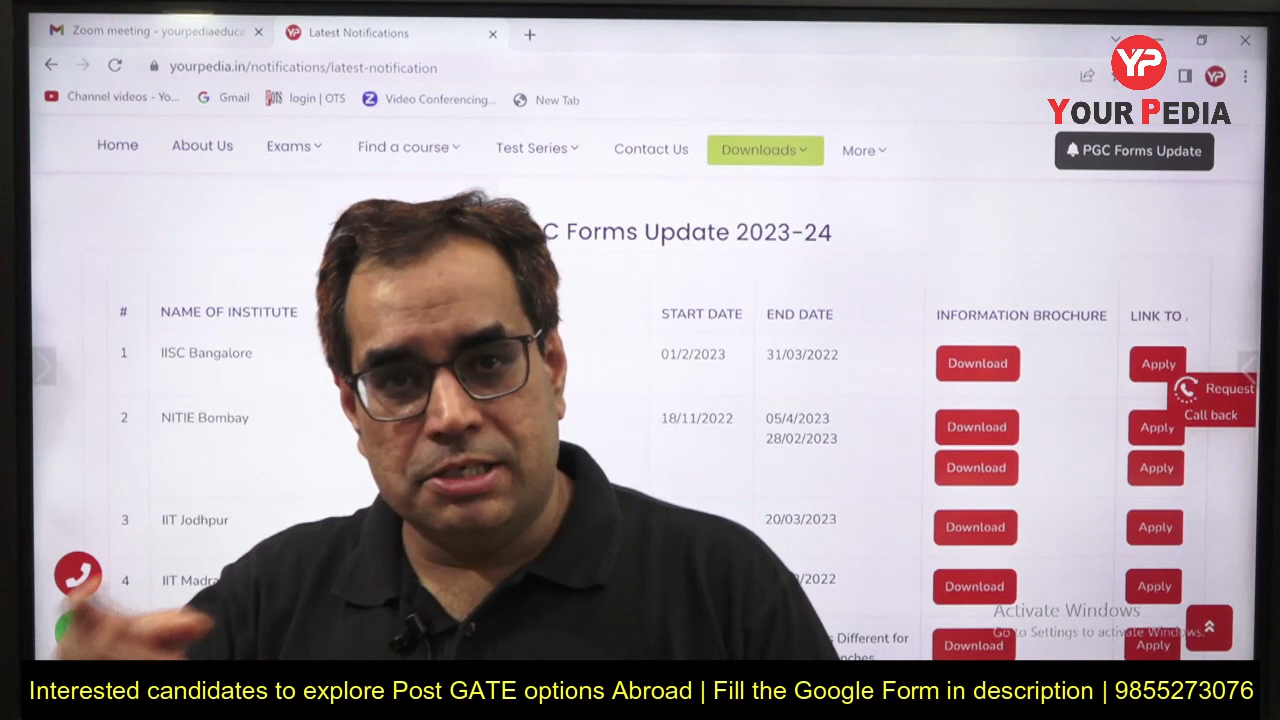 Zoom meeting - yourpediaeduca
Latest Notifications
yourpedia.in/notifications/latest-notification
Channel videos - Yo...
Gmail
login | OTS
Video Conferencing...
New Tab
YP
YOUR PEDIA
Home
About Us
Exams
Find a course
Test Series
Contact Us
Downloads
More
PGC Forms Update
C Forms Update 2023-24
# NAME OF INSTITUTE START DATE END DATE INFORMATION BROCHURE LINK TO
1 IISC Bangalore 01/2/2023 31/03/2022 Download Apply
Request
Call back
2 NITIE Bombay 18/11/2022 05/4/2023 Download Apply
28/02/2023
Download Apply
3 IIT Jodhpur 20/03/2023 Download Apply
4 IIT Madra /2022 Download Apply
Activate Windows
Go to Settings to activate Windows.
Different for
nches
Download Apply
Interested candidates to explore Post GATE options Abroad | Fill the Google Form in description | 9855273076